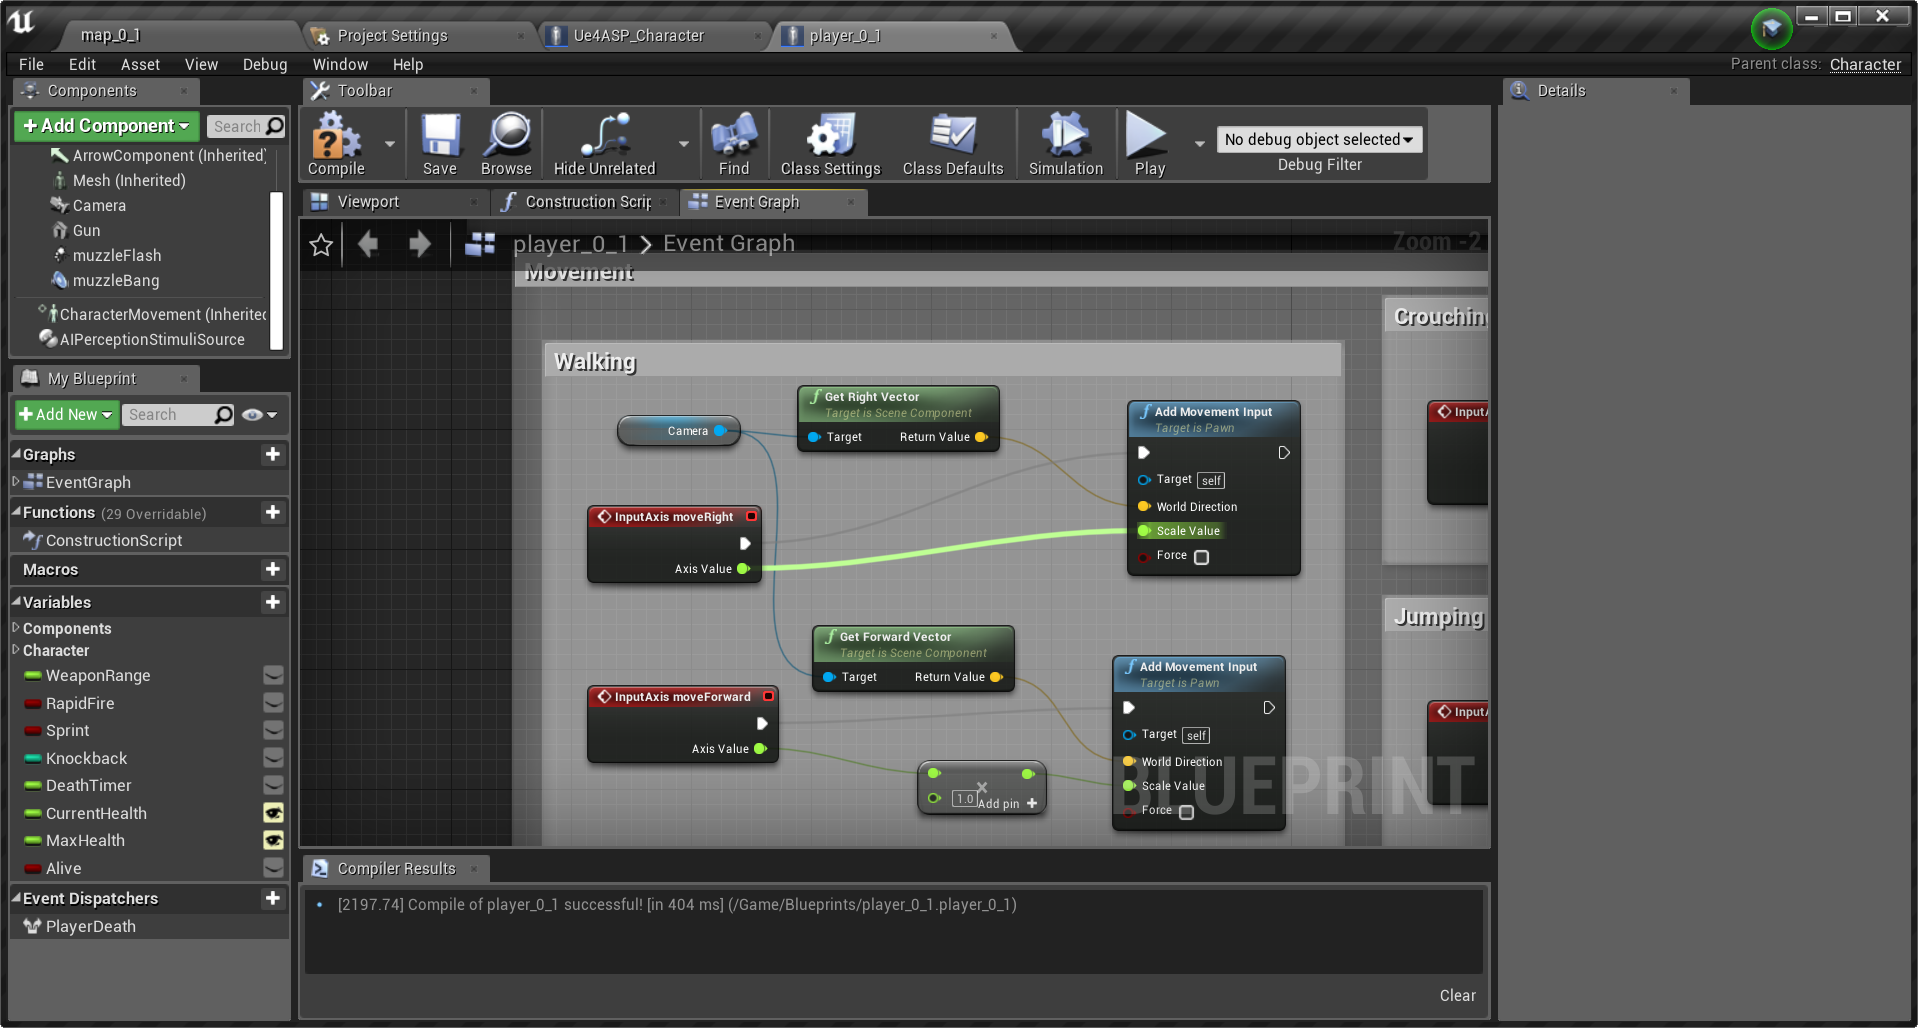 map_0_1
Project Settings
Ue4ASP_Character
player_0_1
File Edit Asset View Debug Window Help
Parent class: Character
Components
Toolbar
Details
Add Component
Search
ArrowComponent (Inherited)
Mesh (Inherited)
Camera
Gun
muzzleFlash
muzzleBang
CharacterMovement (Inherited
AIPerceptionStimuliSource
Compile
Save
Browse
Hide Unrelated
Find
Class Settings
Class Defaults
Simulation
Play
No debug object selected
Debug Filter
Viewport
Construction Scrip
Event Graph
player_0_1 > Event Graph
Zoom -2
My Blueprint
Add New
Search
Graphs
EventGraph
Functions (29 Overridable)
ConstructionScript
Macros
Variables
Components
Character
WeaponRange
RapidFire
Sprint
Knockback
DeathTimer
CurrentHealth
MaxHealth
Alive
Event Dispatchers
PlayerDeath
Movement
Walking
Camera
Get Right Vector
Target is Scene Component
Target
Return Value
Add Movement Input
Target is Pawn
Target self
World Direction
Scale Value
Force
InputAxis moveRight
Axis Value
Get Forward Vector
Target is Scene Component
Target
Return Value
InputAxis moveForward
Axis Value
1.0
Add pin
Add Movement Input
Target is Pawn
Target self
World Direction
Scale Value
Force
Crouching
InputA
Jumping
InputA
BLUEPRINT
Compiler Results
[2197.74] Compile of player_0_1 successful! [in 404 ms] (/Game/Blueprints/player_0_1.player_0_1)
Clear